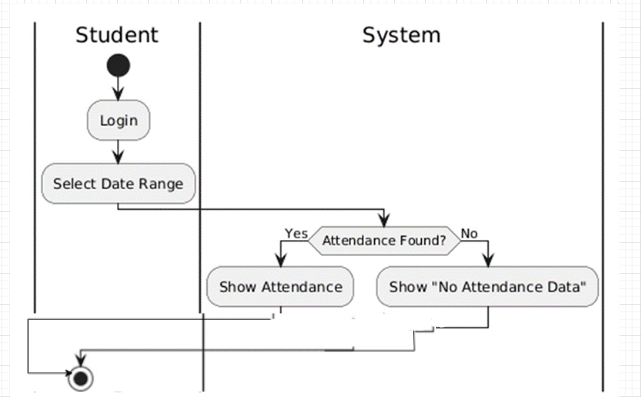 Student
System
Login
Select Date Range
Attendance Found?
Yes
No
Show Attendance
Show "No Attendance Data"